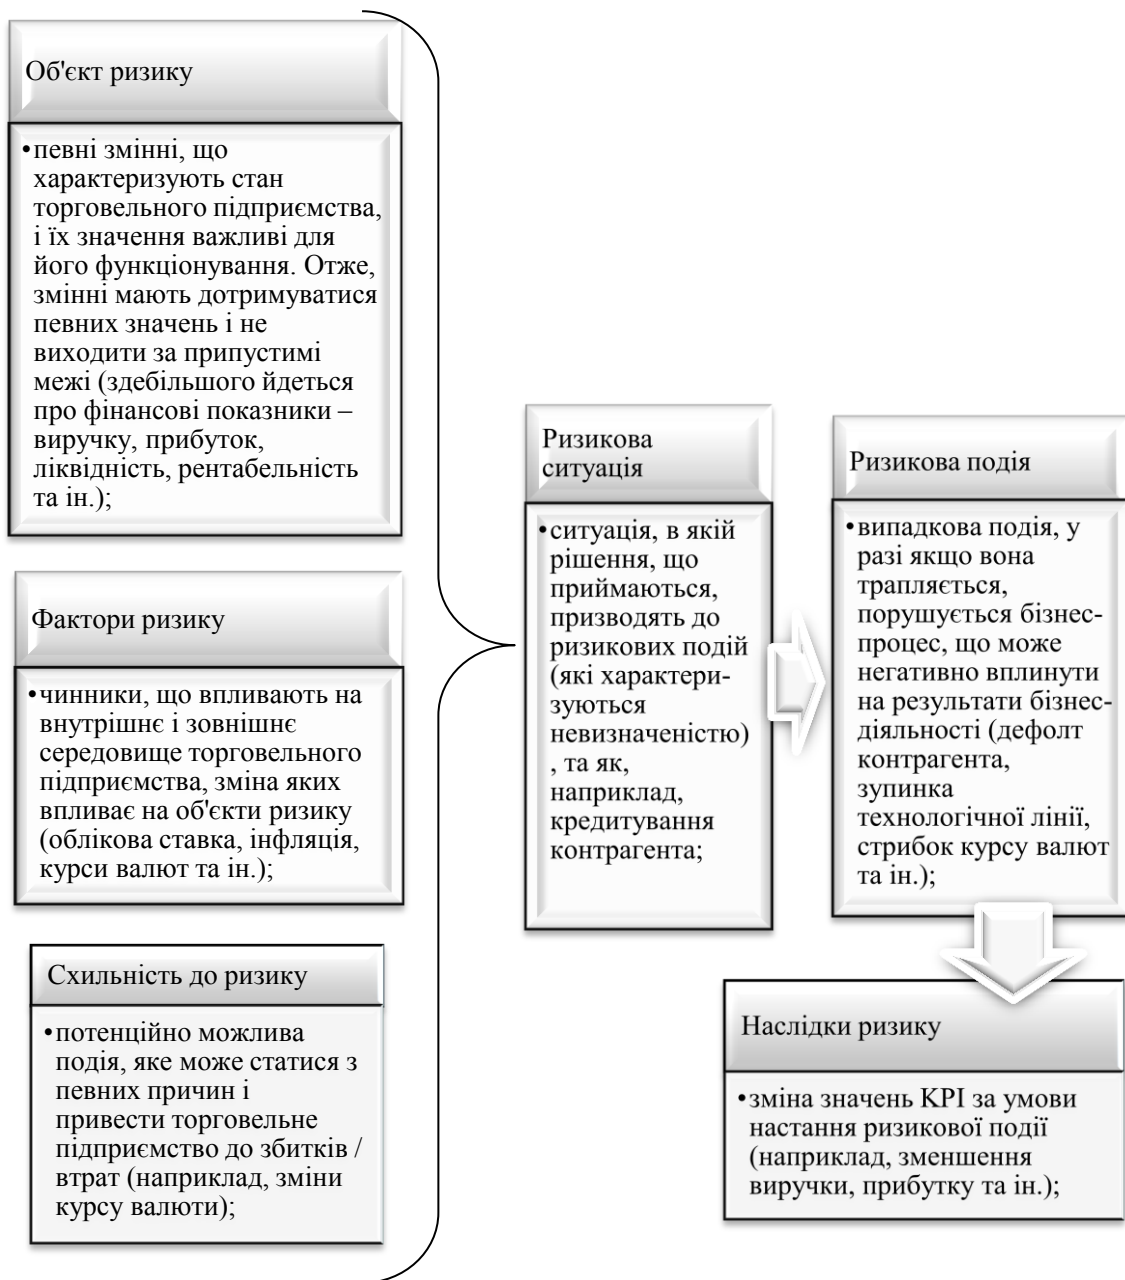 Об'єкт ризику
•певні змінні, що
характеризують стан
торговельного підприємства,
і їх значення важливі для
його функціонування. Отже,
змінні мають дотримуватися
певних значень і не
виходити за припустимі
межі (здебільшого йдеться
про фінансові показники –
виручку, прибуток,
ліквідність, рентабельність
та ін.);
Фактори ризику
•чинники, що впливають на
внутрішнє і зовнішнє
середовище торговельного
підприємства, зміна яких
впливає на об'єкти ризику
(облікова ставка, інфляція,
курси валют та ін.);
Схильність до ризику
•потенційно можлива
подія, яке може статися з
певних причин і
привести торговельне
підприємство до збитків /
втрат (наприклад, зміни
курсу валюти);
Ризикова
ситуація
•ситуація, в якій
рішення, що
приймаються,
призводять до
ризикових подій
(які характери-
зуються
невизначеністю)
, та як,
наприклад,
кредитування
контрагента;
Ризикова подія
•випадкова подія, у
разі якщо вона
трапляється,
порушується бізнес-
процес, що може
негативно вплинути
на результати бізнес-
діяльності (дефолт
контрагента,
зупинка
технологічної лінії,
стрибок курсу валют
та ін.);
Наслідки ризику
•зміна значень KPI за умови
настання ризикової події
(наприклад, зменшення
виручки, прибутку та ін.);